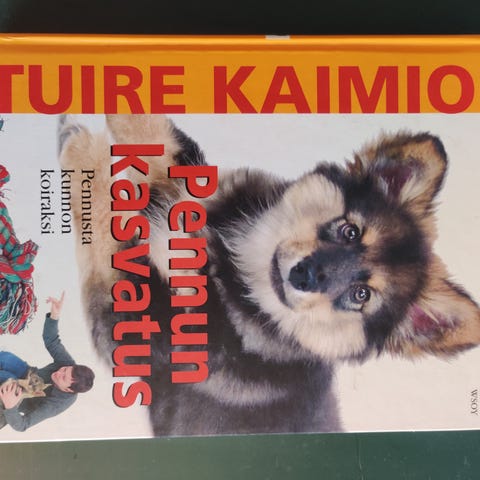 TUIRE KAIMIO
Pennun
kasvatus
Pennusta
kunnon
koiraksi
WSOY